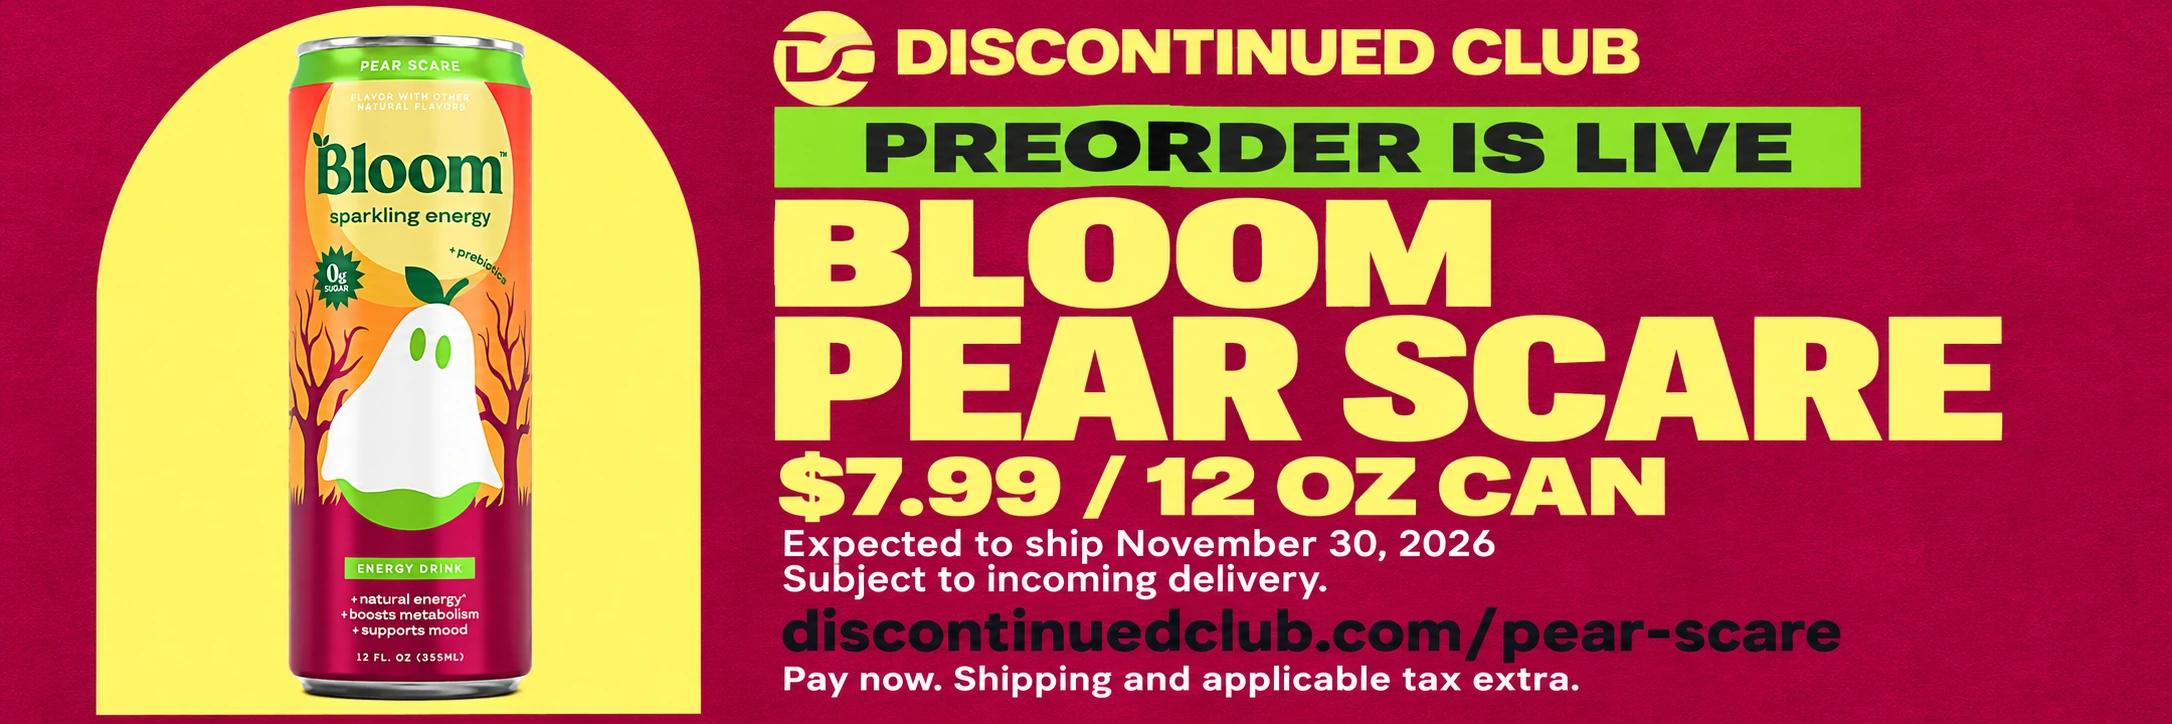 PEAR SCARE
FLAVOR WITH OTHER
NATURAL FLAVORS
Bloom™
sparkling energy
+prebiotics
0g
SUGAR
ENERGY DRINK
+natural energy^
+boosts metabolism
+supports mood
12 FL. OZ (355ML)
DC DISCONTINUED CLUB
PREORDER IS LIVE
BLOOM
PEAR SCARE
$7.99 / 12 OZ CAN
Expected to ship November 30, 2026
Subject to incoming delivery.
discontinuedclub.com/pear-scare
Pay now. Shipping and applicable tax extra.